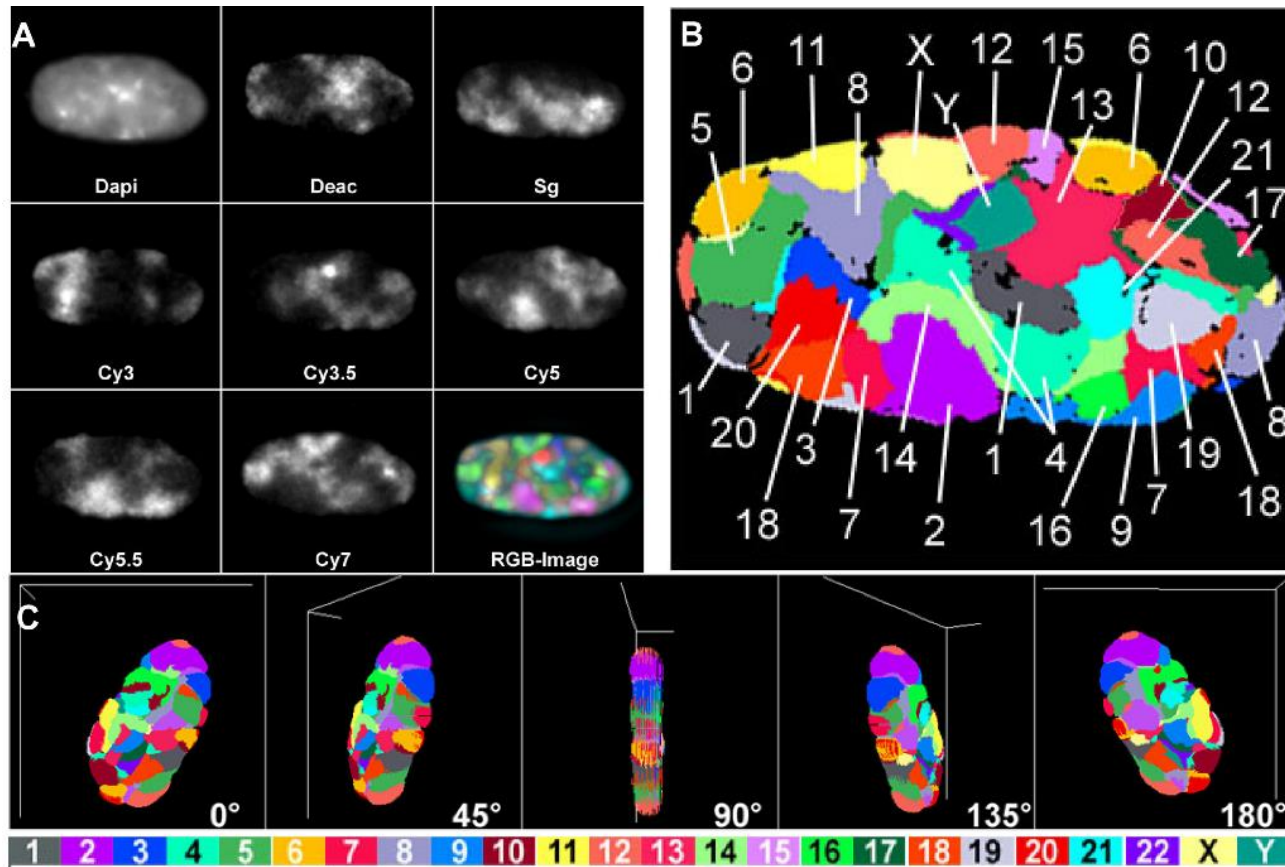 A
Dapi
Deac
Sg
Cy3
Cy3.5
Cy5
Cy5.5
Cy7
RGB-Image
B
6
11
8
X
Y
12
15
13
6
10
12
21
17
5
1
20
18
3
7
14
2
1
4
16
9
7
19
18
8
C
0°
45°
90°
135°
180°
1 2 3 4 5 6 7 8 9 10 11 12 13 14 15 16 17 18 19 20 21 22 X Y